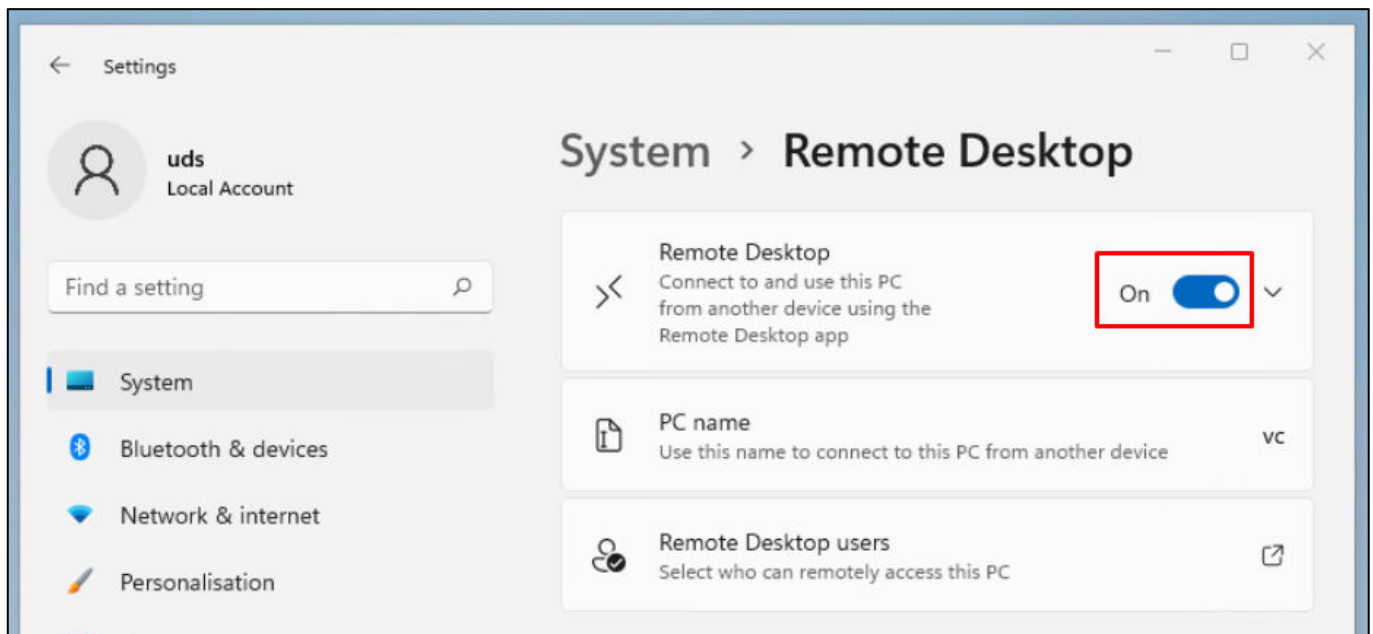 Settings
uds
Local Account
Find a setting
System
Bluetooth & devices
Network & internet
Personalisation
System > Remote Desktop
Remote Desktop
Connect to and use this PC
from another device using the
Remote Desktop app
On
PC name
Use this name to connect to this PC from another device
vc
Remote Desktop users
Select who can remotely access this PC